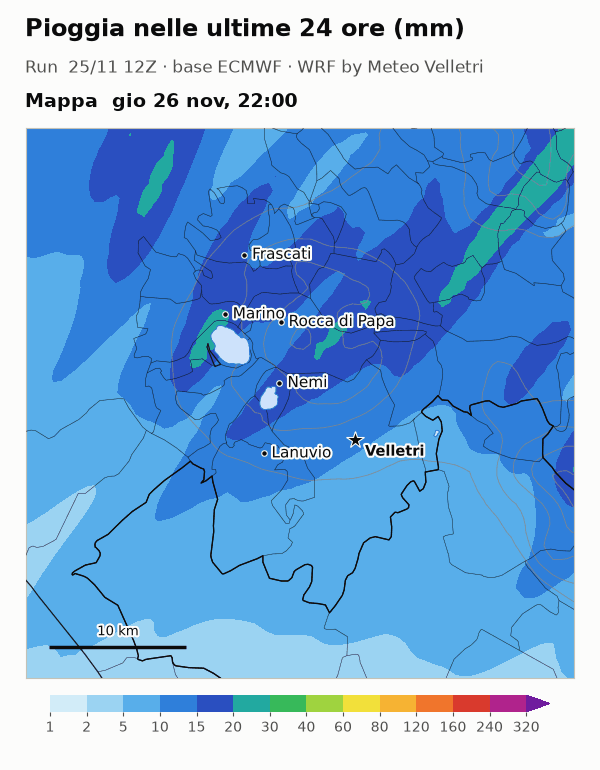 Pioggia nelle ultime 24 ore (mm)
Run 25/11 12Z · base ECMWF · WRF by Meteo Velletri
Mappa gio 26 nov, 22:00
Frascati
Marino
Rocca di Papa
Nemi
Velletri
Lanuvio
10 km
1 2 5 10 15 20 30 40 60 80 120 160 240 320